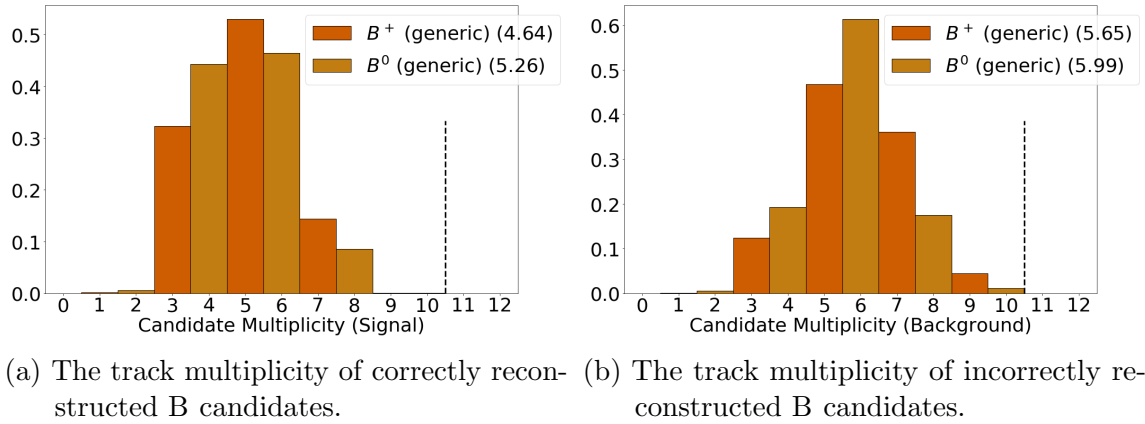 B+ (generic) (4.64)
B0 (generic) (5.26)
0.5
0.4
0.3
0.2
0.1
0.0
0 1 2 3 4 5 6 7 8 9 10 11 12
Candidate Multiplicity (Signal)
(a) The track multiplicity of correctly recon-
structed B candidates.
B+ (generic) (5.65)
B0 (generic) (5.99)
0.6
0.5
0.4
0.3
0.2
0.1
0.0
0 1 2 3 4 5 6 7 8 9 10 11 12
Candidate Multiplicity (Background)
(b) The track multiplicity of incorrectly re-
constructed B candidates.